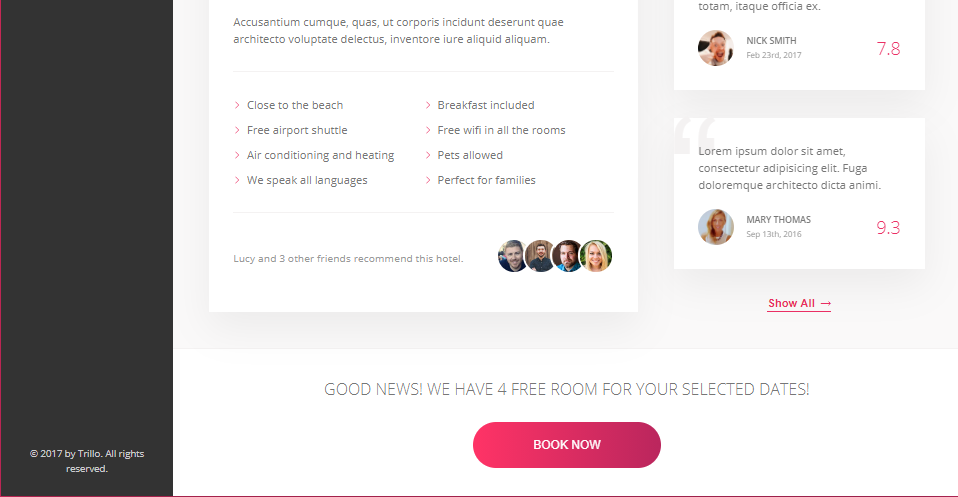 Accusantium cumque, quas, ut corporis incidunt deserunt quae
architecto voluptate delectus, inventore iure aliquid aliquam.
Close to the beach
Breakfast included
Free airport shuttle
Free wifi in all the rooms
Air conditioning and heating
Pets allowed
We speak all languages
Perfect for families
Lucy and 3 other friends recommend this hotel.
totam, itaque officia ex.
NICK SMITH
Feb 23rd, 2017
7.8
Lorem ipsum dolor sit amet,
consectetur adipisicing elit. Fuga
doloremque architecto dicta animi.
MARY THOMAS
Sep 13th, 2016
9.3
Show All →
GOOD NEWS! WE HAVE 4 FREE ROOM FOR YOUR SELECTED DATES!
BOOK NOW
© 2017 by Trillo. All rights
reserved.